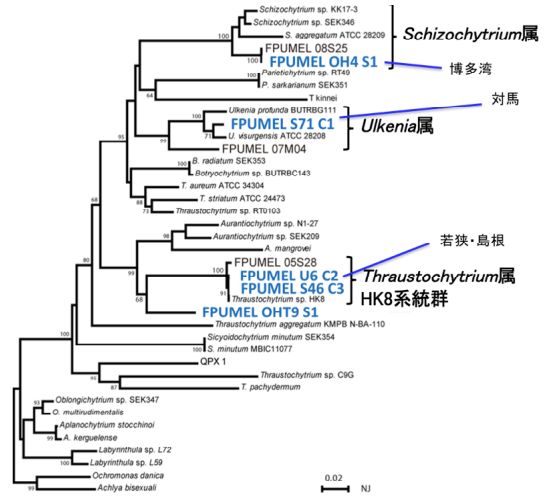 Schizochytrium sp. KK17-3
Schizochytrium sp. SEK346
S. aggregatum ATCC 28209
100
Schizochytrium属
FPUMEL 08S25
100
FPUMEL OH4 S1
博多湾
Parietichytrium sp. RT49
100
P. sarkarianum SEK351
64
T kinnei
対馬
Ulkenia profunda BUTRBG111
100
FPUMEL S71 C1
Ulkenia属
71
U. visurgensis ATCC 28208
99
FPUMEL 07M04
95
B. radiatum SEK353
100
Botryochytrium sp. BUTRBC143
T. aureum ATCC 34304
88
T. striatum ATCC 24473
73
Thraustochytrium sp. RT0103
68
Aurantiochytrium sp. N1-27
98
Aurantiochytrium sp. SEK209
A. mangrovei
若狭・島根
FPUMEL 05S28
80
100
FPUMEL U6 C2
Thraustochytrium属
FPUMEL S46 C3
91
Thraustochytrium sp. HK8
HK8系統群
68
FPUMEL OHT9 S1
Thraustochytrium aggregatum KMPB N-BA-110
Sicyoidochytrium minutum SEK354
100
S. minutum MBIC11077
QPX 1
Thraustochytrium sp. C9G
87
T. pachydermum
93
Oblongichytrium sp. SEK347
O. multirudimentalis
Aplanochytrium stocchinoi
99
A. kerguelense
Labyrinthula sp. L72
100
Labyrinthula sp. L59
Ochromonas danica
99
Achlya bisexuali
0.02
NJ